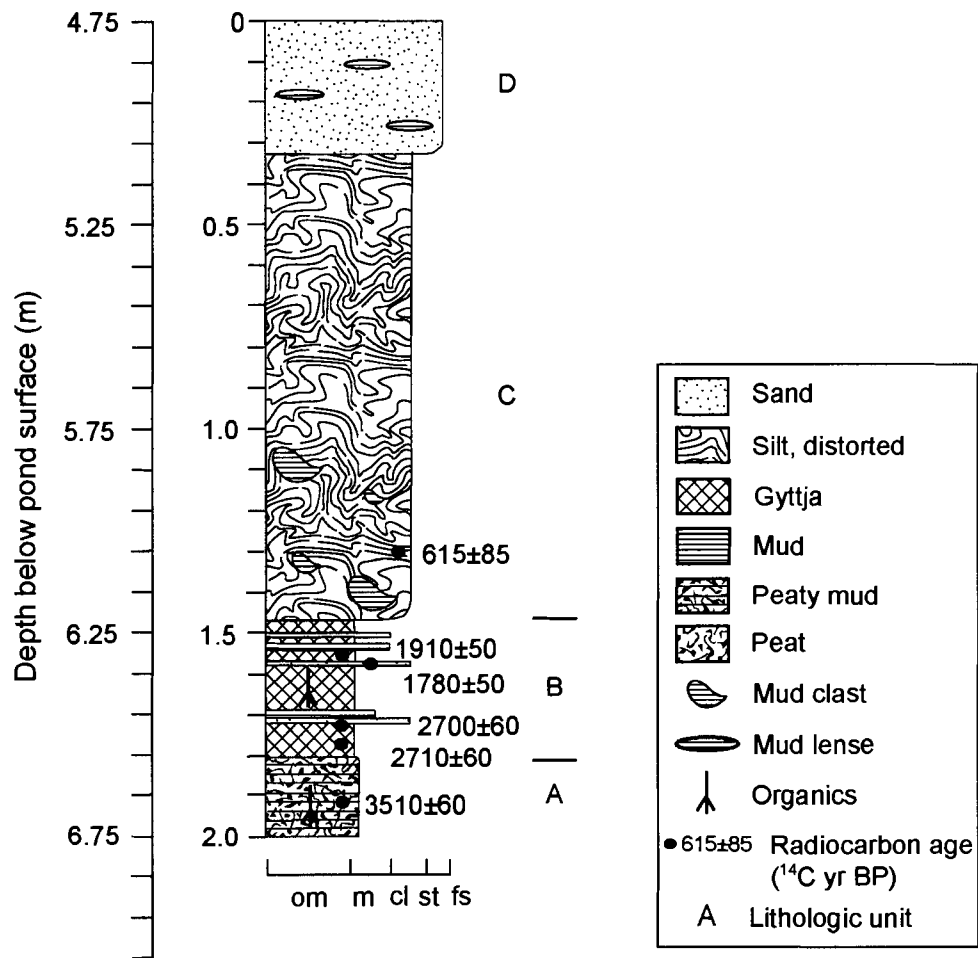 Depth below pond surface (m)
4.75
5.25
5.75
6.25
6.75
0
0.5
1.0
1.5
2.0
D
C
615±85
1910±50
1780±50
B
2700±60
2710±60
A
3510±60
om m cl st fs
Sand
Silt, distorted
Gyttja
Mud
Peaty mud
Peat
Mud clast
Mud lense
Organics
615±85 Radiocarbon age
(¹⁴C yr BP)
A Lithologic unit